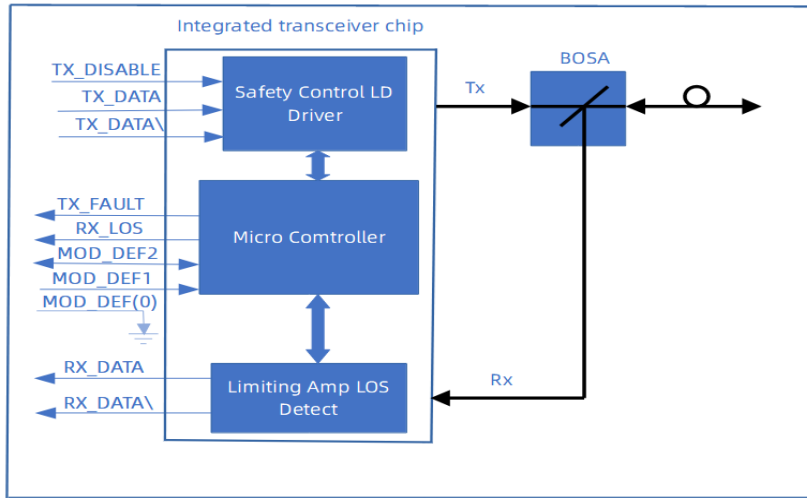 Integrated transceiver chip
BOSA
TX_DISABLE
TX_DATA
TX_DATA\
Safety Control LD
Driver
Tx
TX_FAULT
RX_LOS
MOD_DEF2
MOD_DEF1
MOD_DEF(0)
Micro Comtroller
RX_DATA
RX_DATA\
Limiting Amp LOS
Detect
Rx